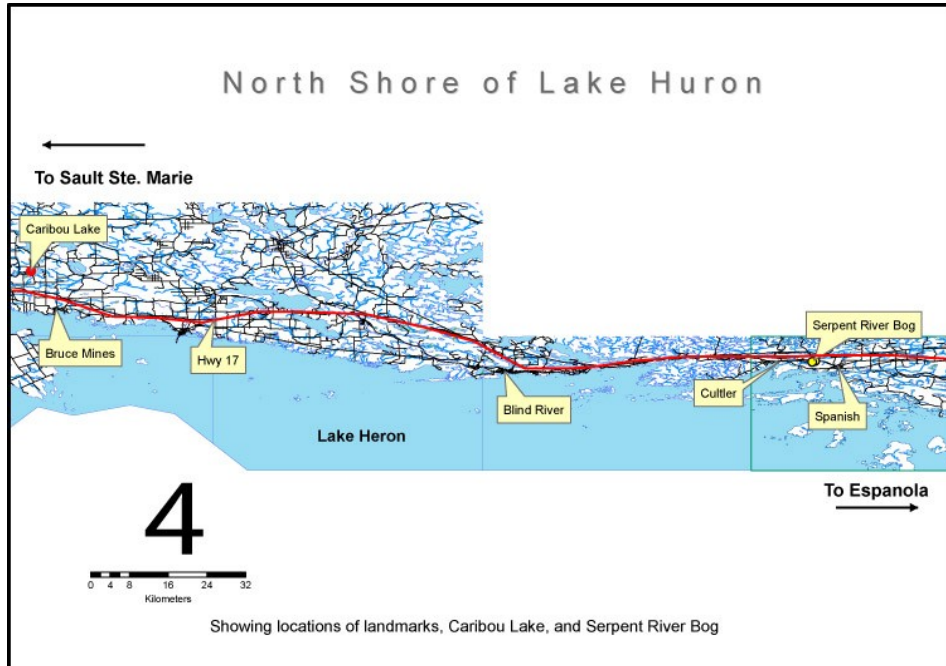 North Shore of Lake Huron
To Sault Ste. Marie
Caribou Lake
Serpent River Bog
Bruce Mines
Hwy 17
Cultler
Blind River
Spanish
Lake Heron
To Espanola
4
0 4 8 16 24 32
Kilometers
Showing locations of landmarks, Caribou Lake, and Serpent River Bog